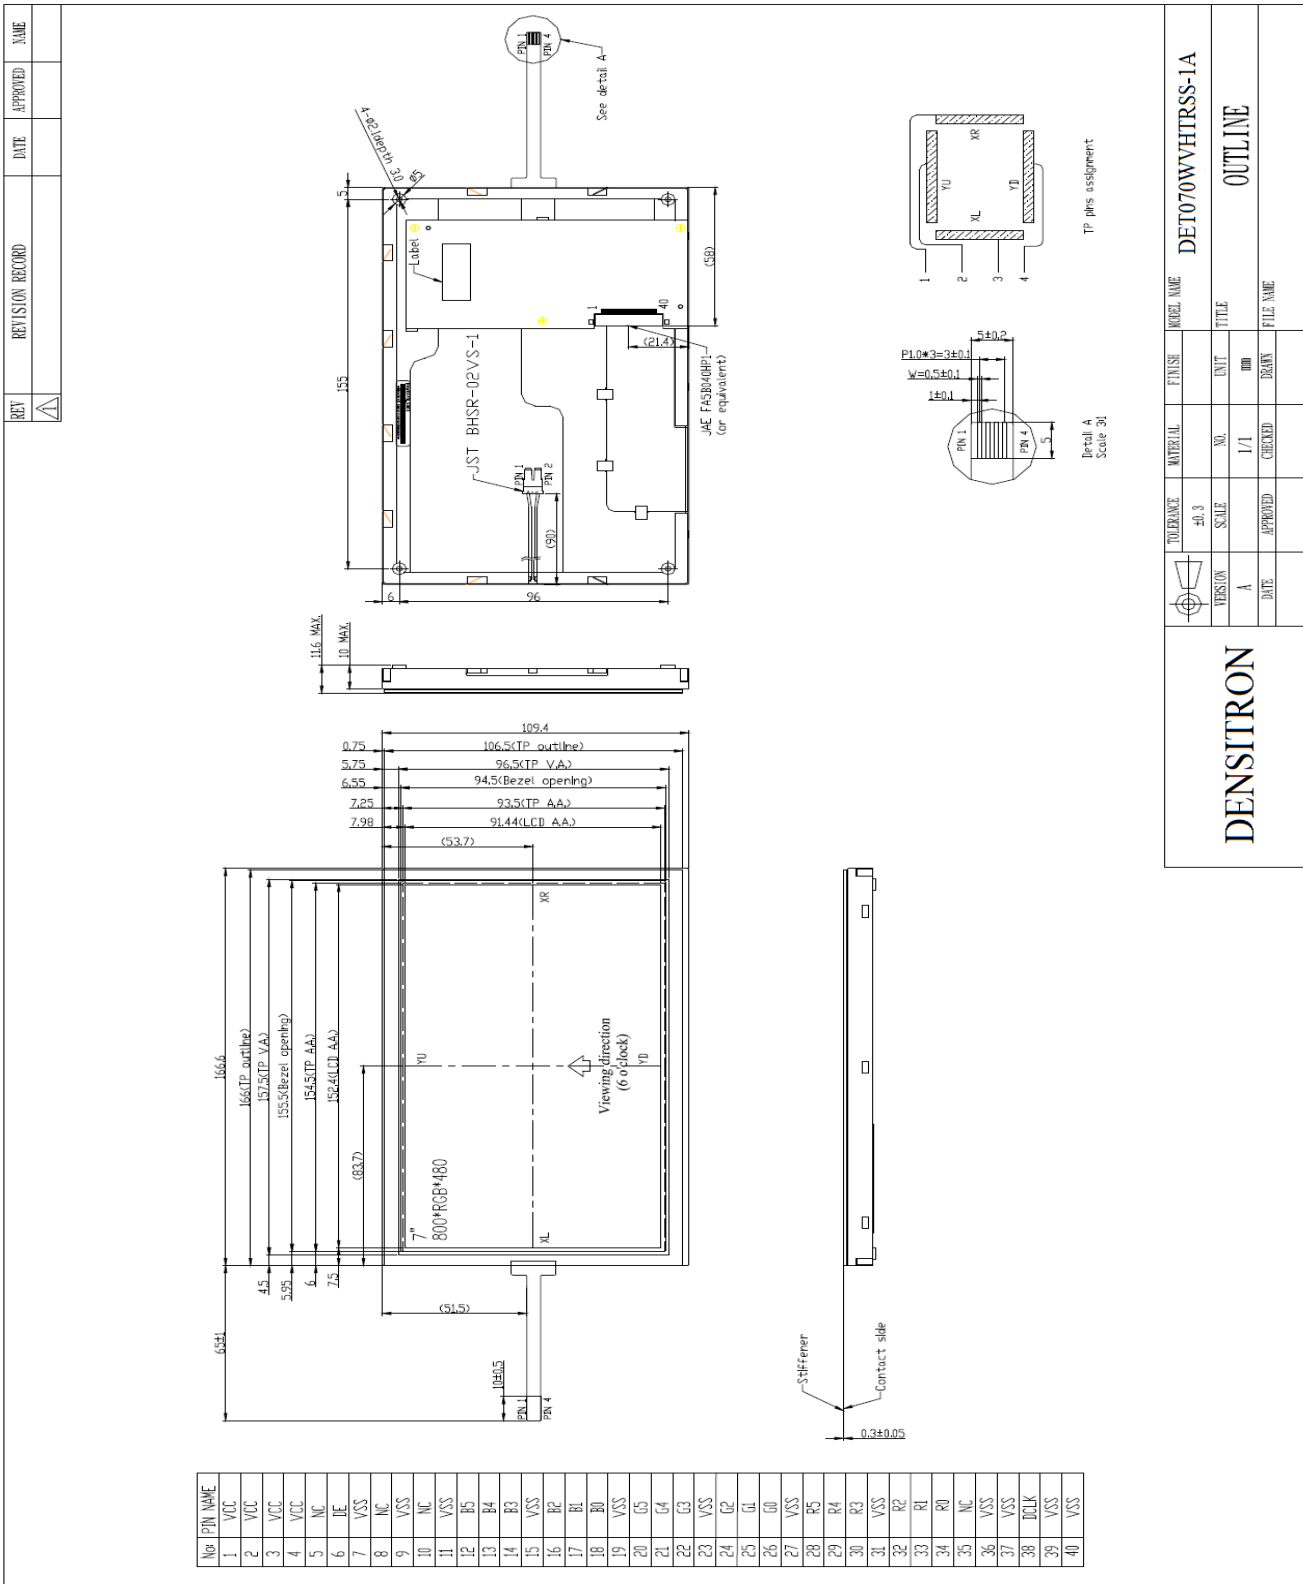 REV
REVISION RECORD
DATE
APPROVED
NAME
1
4-ø2.1depth 3.0
ø5
5
155
Label
JST BHSR-02VS-1
PIN 1
PIN 2
(90)
6
96
(58)
(21.4)
1
40
JAE FA5B040HP1
(or equivalent)
PIN 1
PIN 4
See detail A
11.6 MAX.
10 MAX.
109.4
0.75
106.5(TP outline)
5.75
96.5(TP V.A.)
6.55
94.5(Bezel opening)
7.25
93.5(TP A.A.)
7.98
91.44(LCD A.A.)
(53.7)
166.6
166(TP outline)
157.5(TP V.A.)
155.5(Bezel opening)
154.5(TP A.A.)
152.4(LCD A.A.)
(83.7)
4.5
5.95
6
7.5
65±1
(51.5)
10±0.5
PIN 1
PIN 4
7"
800*RGB*480
YU
YD
XL
XR
Viewing direction
(6 o'clock)
Stiffener
Contact side
0.3±0.05
1
2
3
4
YU
XR
XL
YD
TP pins assignment
5±0.2
P1.0*3=3±0.1
W=0.5±0.1
1±0.1
PIN 1
PIN 4
5
Detail A
Scale 3:1
TOLERANCE
±0.3
MATERIAL
FINISH
MODEL NAME
DET070WVHTRSS-1A
VERSION
A
SCALE
NO.
1/1
UNIT
mm
TITLE
OUTLINE
DATE
APPROVED
CHECKED
DRAWN
FILE NAME
DENSITRON
No: PIN NAME
1 VCC
2 VCC
3 VCC
4 VCC
5 NC
6 DE
7 VSS
8 NC
9 VSS
10 NC
11 VSS
12 B5
13 B4
14 B3
15 VSS
16 B2
17 B1
18 B0
19 VSS
20 G5
21 G4
22 G3
23 VSS
24 G2
25 G1
26 G0
27 VSS
28 R5
29 R4
30 R3
31 VSS
32 R2
33 R1
34 R0
35 NC
36 VSS
37 VSS
38 DCLK
39 VSS
40 VSS